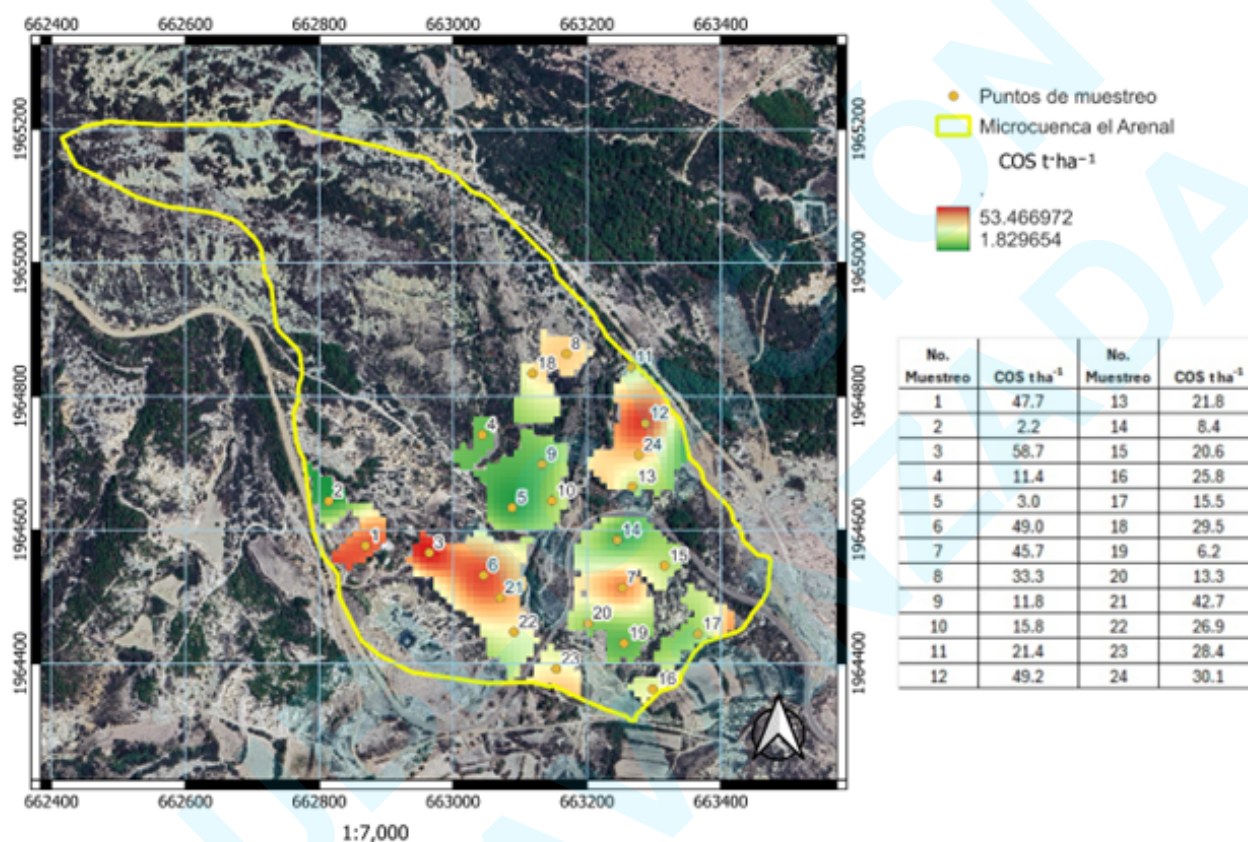 662400 662600 662800 663000 663200 663400
1965200
1965000
1964800
1964600
1964400
1965200
1965000
1964800
1964600
1964400
8
18
11
12
4
24
9
13
2
5
10
14
1
3
15
6
7
21
20
22
19
17
23
16
662400 662600 662800 663000 663200 663400
1:7,000
Puntos de muestreo
Microcuenca el Arenal
COS t·ha⁻¹
53.466972
1.829654
No. Muestreo COS t ha⁻¹ No. Muestreo COS t ha⁻¹
1 47.7 13 21.8
2 2.2 14 8.4
3 58.7 15 20.6
4 11.4 16 25.8
5 3.0 17 15.5
6 49.0 18 29.5
7 45.7 19 6.2
8 33.3 20 13.3
9 11.8 21 42.7
10 15.8 22 26.9
11 21.4 23 28.4
12 49.2 24 30.1